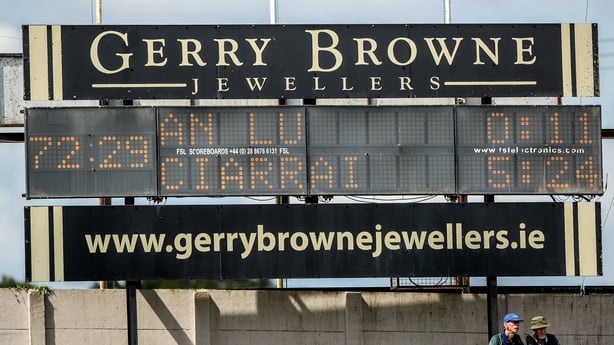 GERRY BROWNE
JEWELLERS
72:29 AN LU 0:11
FSL SCOREBOARDS +44 (0) 28 8676 6131 FSL www.fslelectronics.com
CIARRAI 5:24
www.gerrybrownejewellers.ie